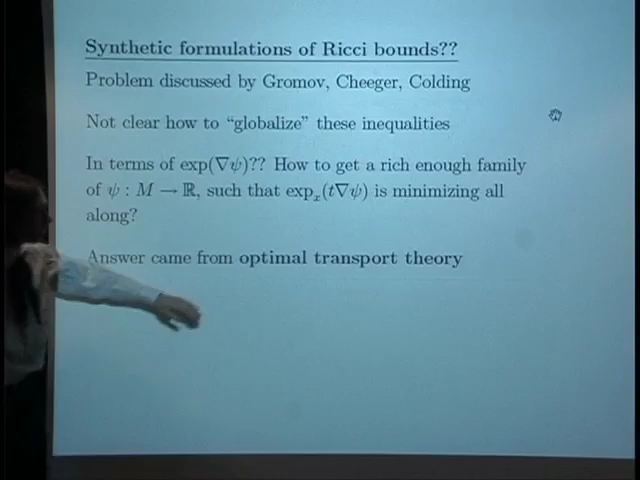 Synthetic formulations of Ricci bounds??
Problem discussed by Gromov, Cheeger, Colding
Not clear how to “globalize” these inequalities
In terms of exp(∇ψ)?? How to get a rich enough family
of ψ : M → ℝ, such that expₓ(t∇ψ) is minimizing all
along?
Answer came from optimal transport theory